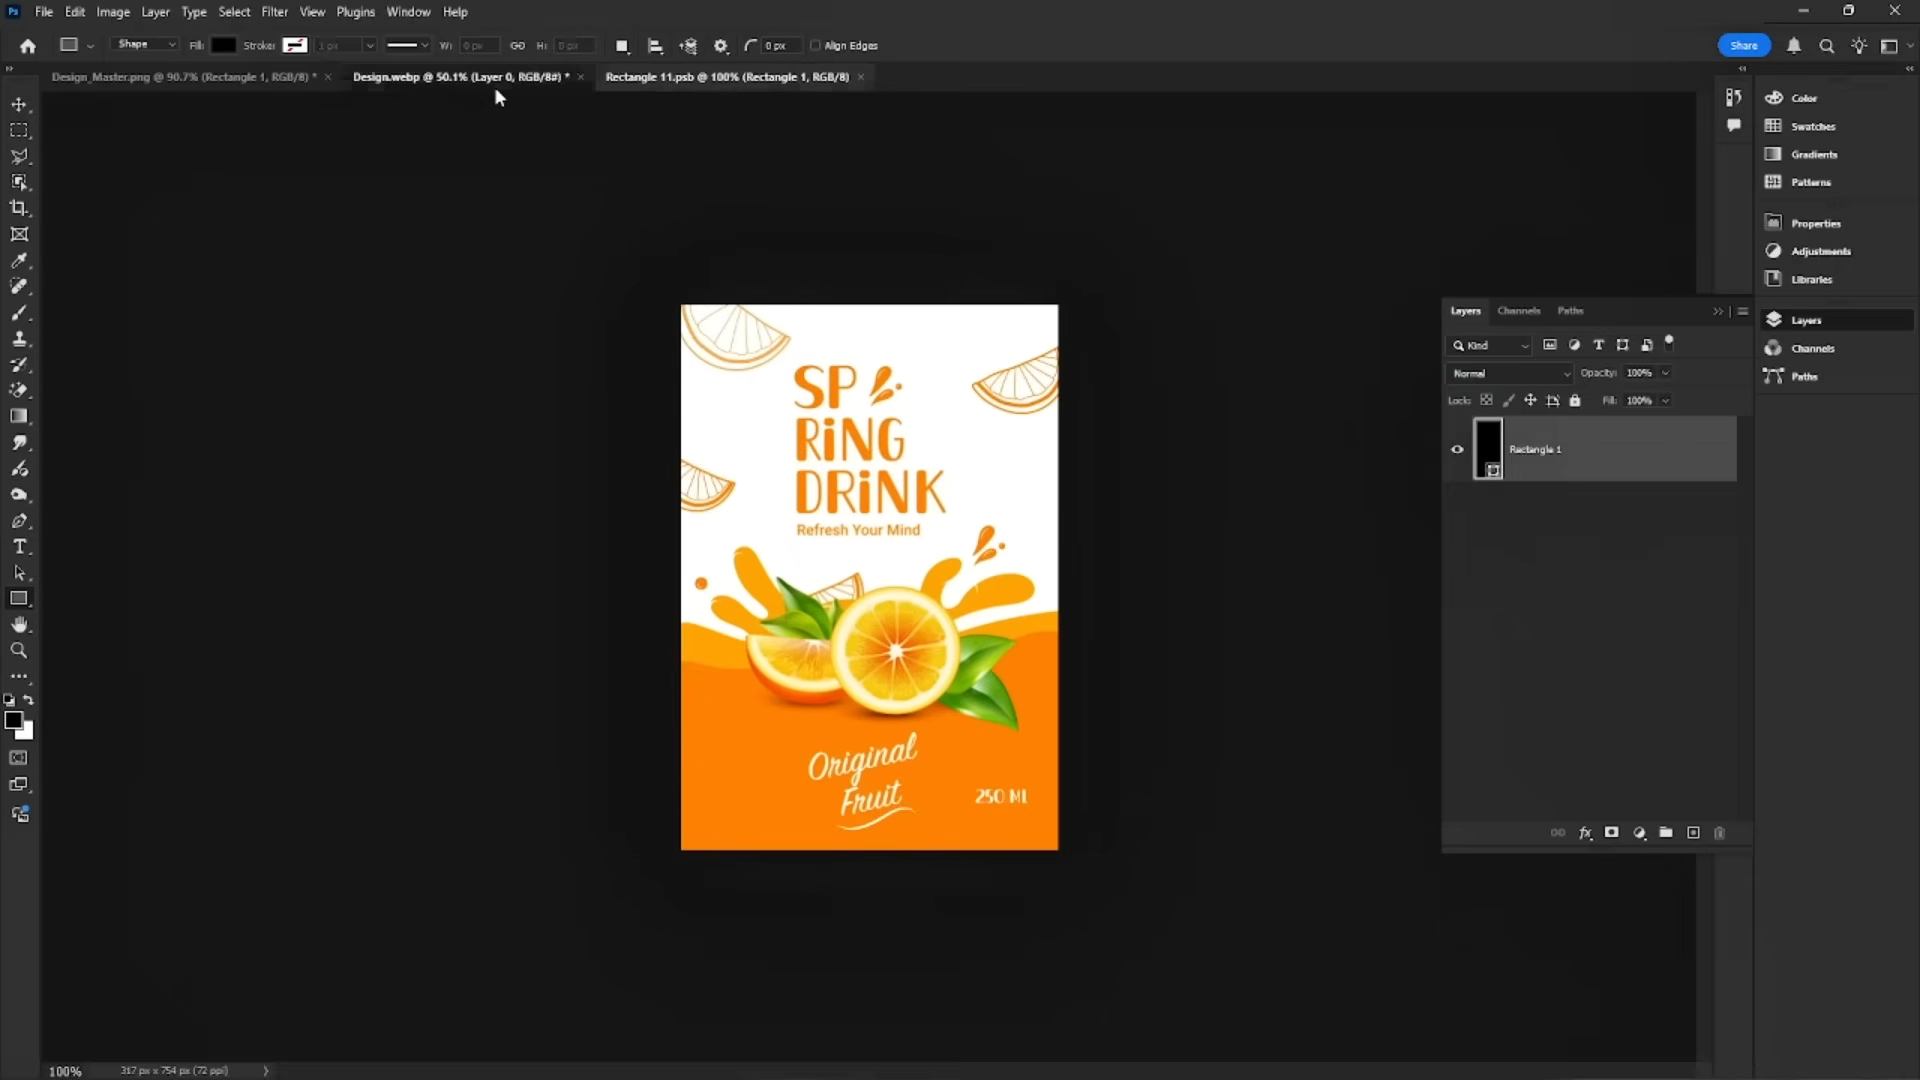 Ps File Edit Image Layer Type Select Filter View Plugins Window Help
Shape Fill: Stroke: 1 px W: 0 px H: 0 px 0 px Align Edges Share
Design_Master.png @ 90.7% (Rectangle 1, RGB/8) * × Design.webp @ 50.1% (Layer 0, RGB/8#) * × Rectangle 11.psb @ 100% (Rectangle 1, RGB/8) ×
Color
Swatches
Gradients
Patterns
Properties
Adjustments
Libraries
Layers
Channels
Paths
Layers Channels Paths
Kind
Normal Opacity: 100%
Lock: Fill: 100%
Rectangle 1
fx
SP
RiNG
DRiNK
Refresh Your Mind
Original
Fruit
250 ML
100% 317 px x 754 px (72 ppi)